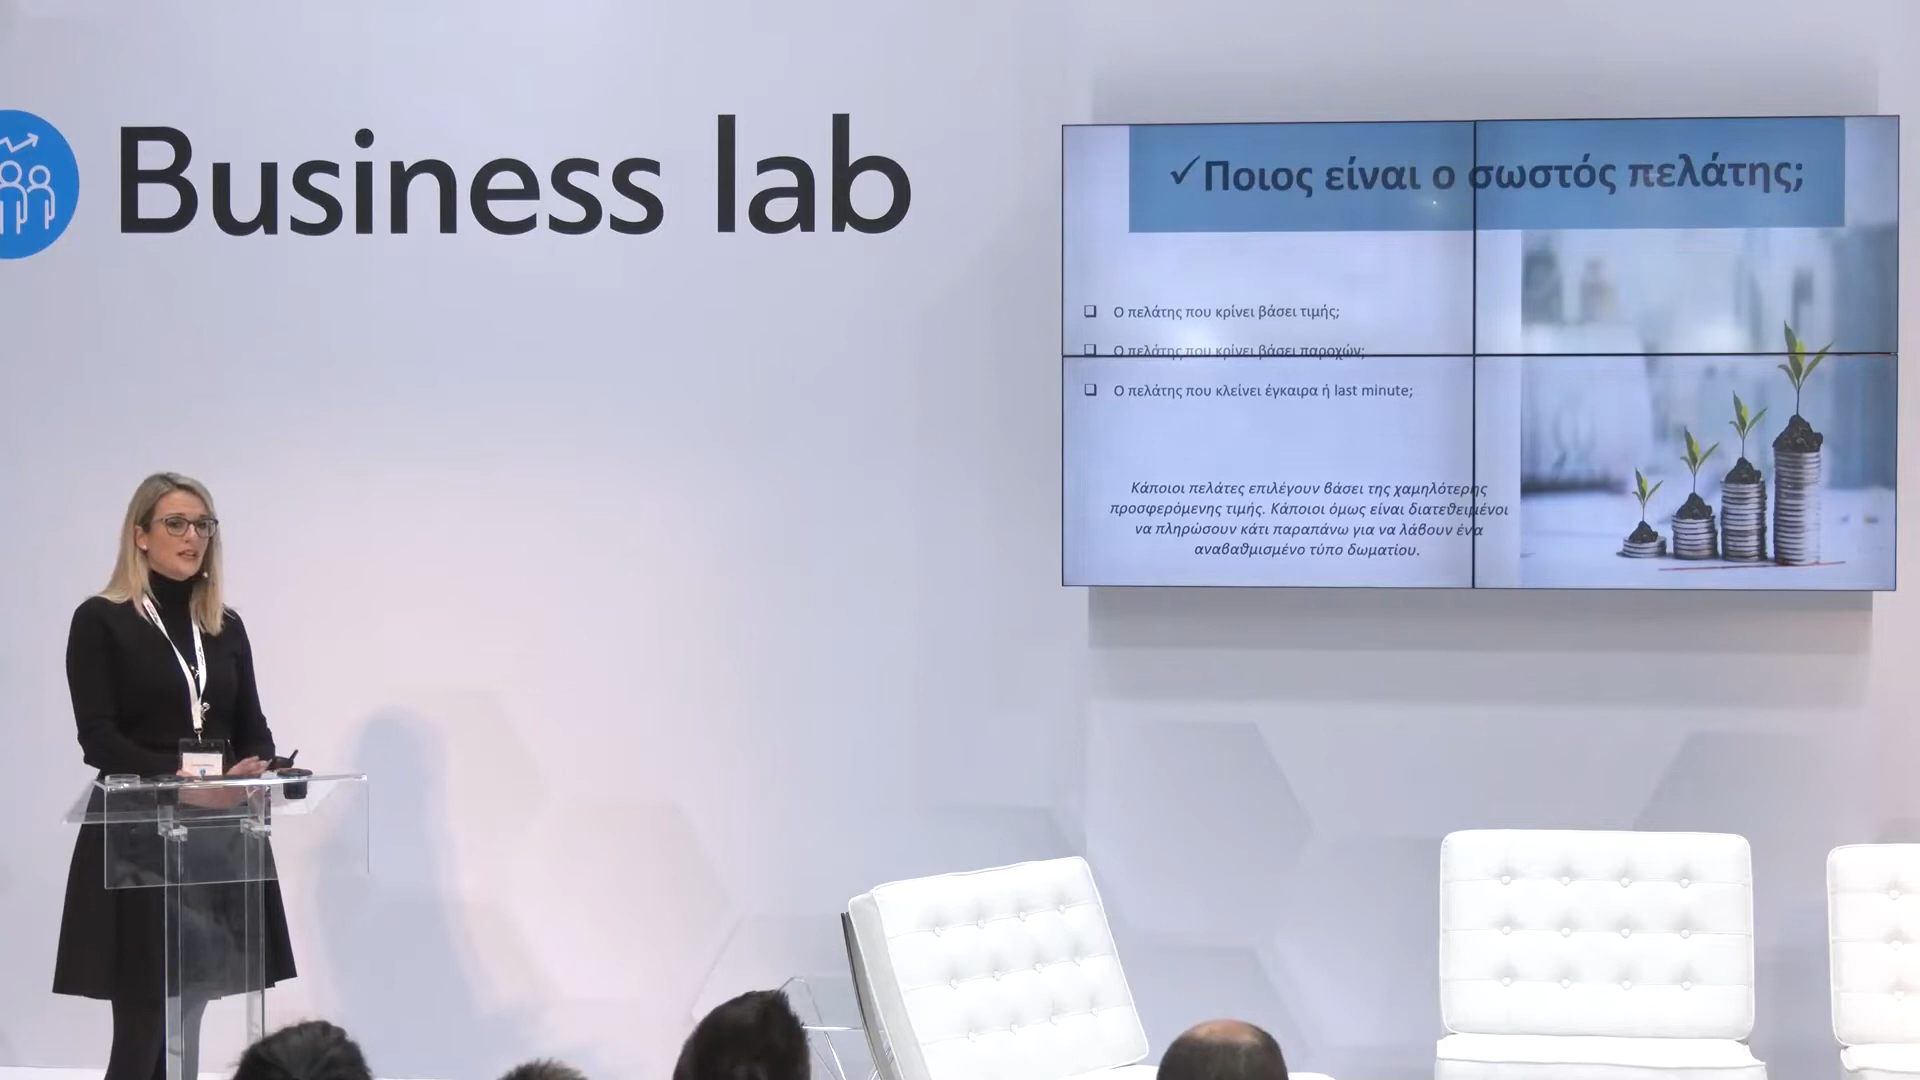 Business lab
✓Ποιος είναι ο σωστός πελάτης;
❑ Ο πελάτης που κρίνει βάσει τιμής;
❑ Ο πελάτης που κρίνει βάσει παροχών;
❑ Ο πελάτης που κλείνει έγκαιρα ή last minute;
Κάποιοι πελάτες επιλέγουν βάσει της χαμηλότερης
προσφερόμενης τιμής. Κάποιοι όμως είναι διατεθειμένοι
να πληρώσουν κάτι παραπάνω για να λάβουν ένα
αναβαθμισμένο τύπο δωματίου.